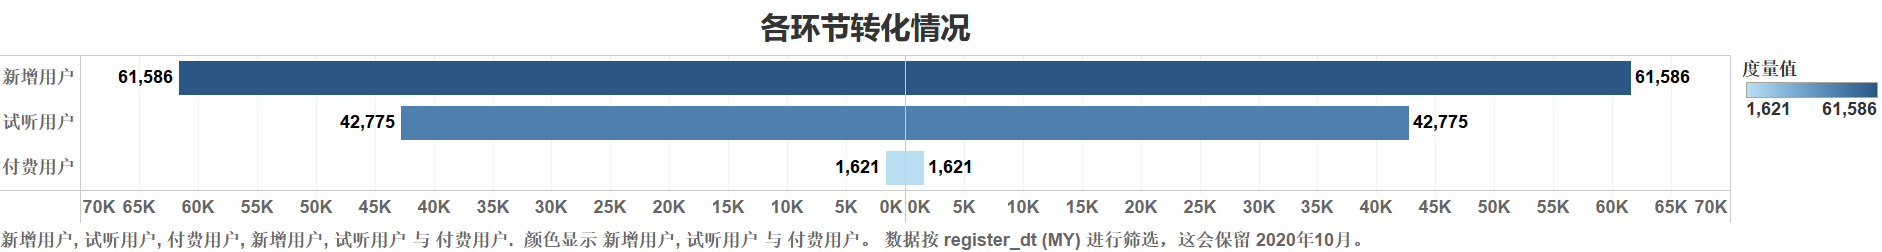 各环节转化情况
新增用户 61,586 61,586
试听用户 42,775 42,775
付费用户 1,621 1,621
度量值
1,621 61,586
70K 65K 60K 55K 50K 45K 40K 35K 30K 25K 20K 15K 10K 5K 0K 0K 5K 10K 15K 20K 25K 30K 35K 40K 45K 50K 55K 60K 65K 70K
新增用户, 试听用户, 付费用户, 新增用户, 试听用户 与 付费用户. 颜色显示 新增用户, 试听用户 与 付费用户。 数据按 register_dt (MY) 进行筛选，这会保留 2020年10月。